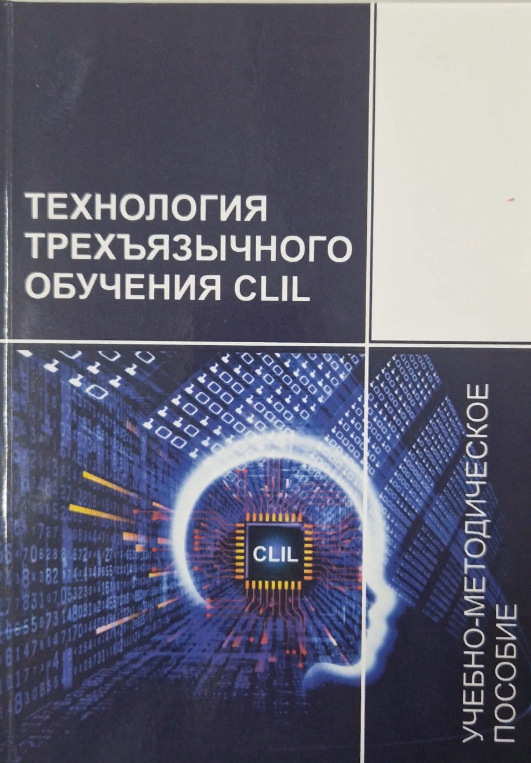 ТЕХНОЛОГИЯ
ТРЕХЪЯЗЫЧНОГО
ОБУЧЕНИЯ CLIL
CLIL
УЧЕБНО-МЕТОДИЧЕСКОЕ
ПОСОБИЕ